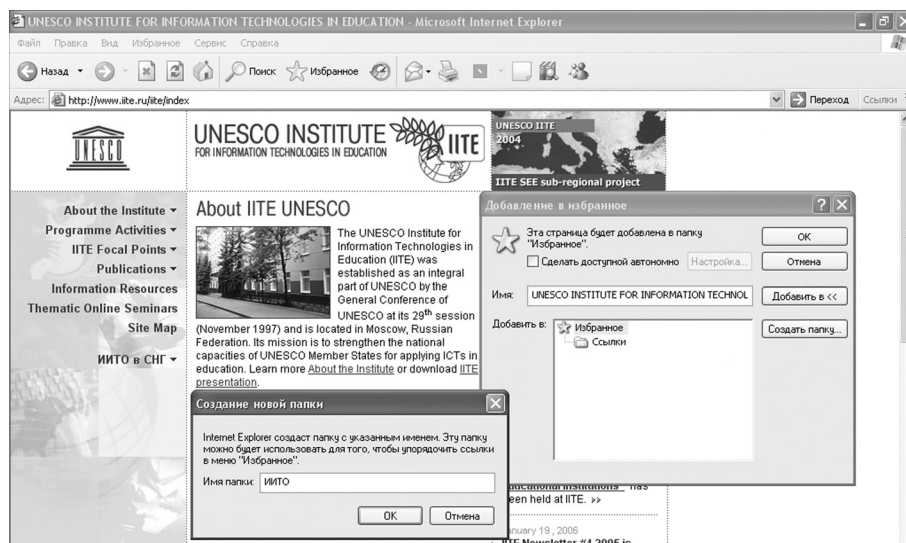 UNESCO INSTITUTE FOR INFORMATION TECHNOLOGIES IN EDUCATION - Microsoft Internet Explorer
Файл Правка Вид Избранное Сервис Справка
Назад Поиск Избранное
Адрес: http://www.iite.ru/iite/index Переход Ссылки
UNESCO
UNESCO INSTITUTE
FOR INFORMATION TECHNOLOGIES IN EDUCATION
IITE
UNESCO IITE
2004
IITE SEE sub-regional project
About the Institute
Programme Activities
IITE Focal Points
Publications
Information Resources
Thematic Online Seminars
Site Map
ИИТО в СНГ
About IITE UNESCO
The UNESCO Institute for
Information Technologies in
Education (IITE) was
established as an integral
part of UNESCO by the
General Conference of
UNESCO at its 29th session
(November 1997) and is located in Moscow, Russian
Federation. Its mission is to strengthen the national
capacities of UNESCO Member States for applying ICTs in
education. Learn more About the Institute or download IITE
presentation.
Добавление в избранное
Эта страница будет добавлена в папку
"Избранное".
OK
Сделать доступной автономно Настройка... Отмена
Имя: UNESCO INSTITUTE FOR INFORMATION TECHNOL Добавить в <<
Добавить в: Избранное Создать папку...
Ссылки
Создание новой папки
Internet Explorer создаст папку с указанным именем. Эту папку
можно будет использовать для того, чтобы упорядочить ссылки
в меню "Избранное".
Имя папки: ИИТО
OK Отмена
Educational Institutions" has
een held at IITE. >>
anuary 19, 2006
IITE Newsletter #4 2005 is